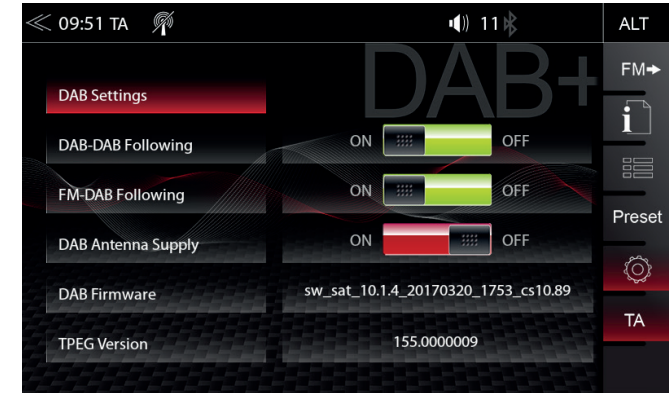 09:51 TA 11 ALT
DAB+
FM
DAB Settings
i
DAB-DAB Following ON OFF
FM-DAB Following ON OFF
Preset
DAB Antenna Supply ON OFF
DAB Firmware sw_sat_10.1.4_20170320_1753_cs10.89
TA
TPEG Version 155.0000009